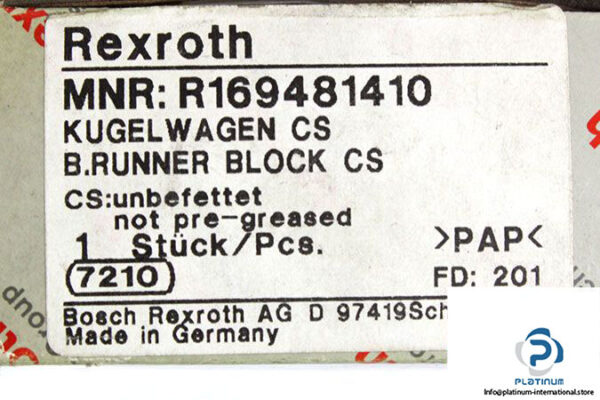 Rexroth
MNR: R169481410
KUGELWAGEN CS
B.RUNNER BLOCK CS
CS:unbefettet
not pre-greased
1 Stück/Pcs. >PAP<
7210 FD: 201
Bosch Rexroth AG D 97419Sch
Made in Germany
PLATINUM
Info@platinum-international.store